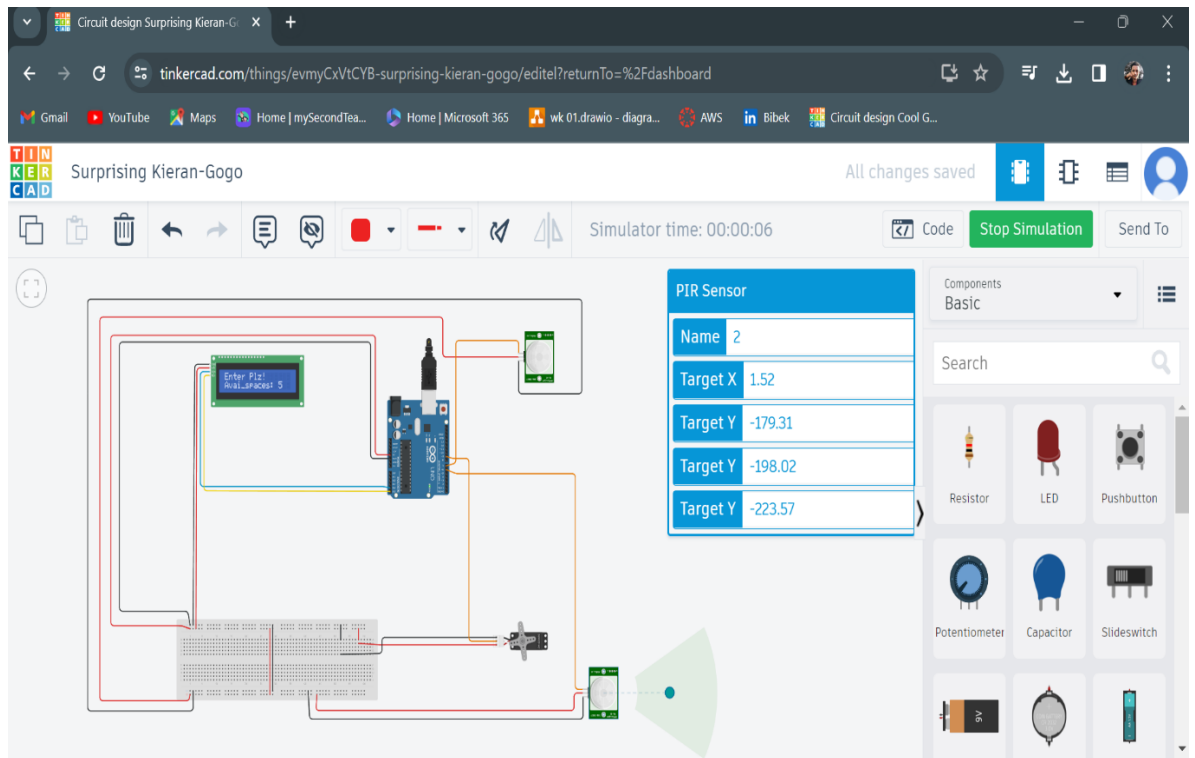 Circuit design Surprising Kieran-Go
tinkercad.com/things/evmyCxVtCYB-surprising-kieran-gogo/editel?returnTo=%2Fdashboard
Gmail YouTube Maps Home | mySecondTea... Home | Microsoft 365 wk 01.drawio - diagra... AWS in Bibek Circuit design Cool G...
TIN
KER
CAD
Surprising Kieran-Gogo
All changes saved
Simulator time: 00:00:06
Code
Stop Simulation
Send To
Enter Plz!
Avai_spaces: 5
UNO
PIR Sensor
Name 2
Target X 1.52
Target Y -179.31
Target Y -198.02
Target Y -223.57
Components
Basic
Search
Resistor LED Pushbutton
Potentiometer Capacitor Slideswitch
9V